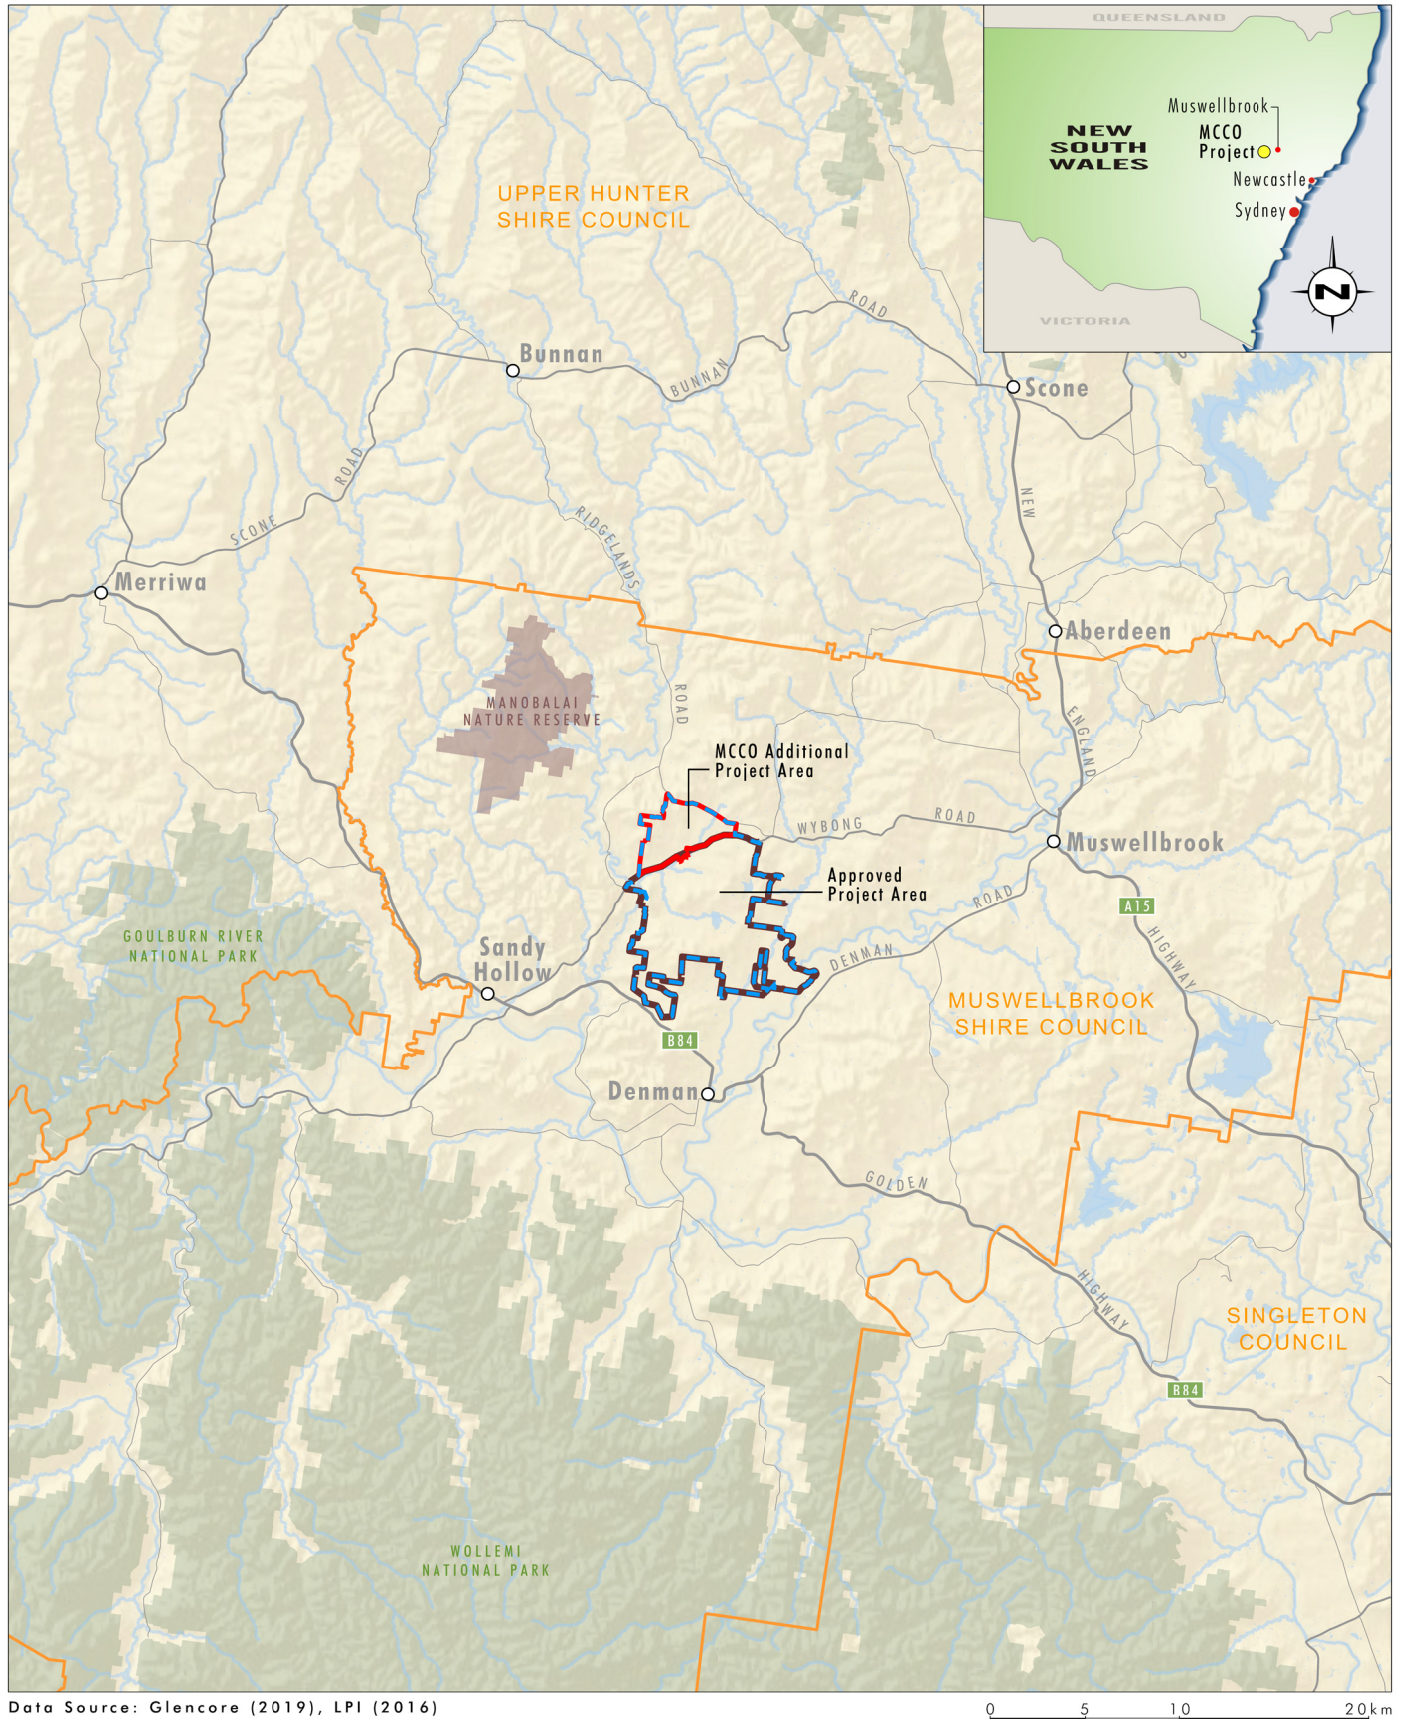 QUEENSLAND
Muswellbrook
MCCO
Project
NEW
SOUTH
WALES
Newcastle
Sydney
N
VICTORIA
UPPER HUNTER
SHIRE COUNCIL
ROAD
Bunnan
BUNNAN
Scone
ROAD
SCONE
NEW
RIDGELANDS
Merriwa
Aberdeen
MANOBALAI
NATURE RESERVE
ROAD
ENGLAND
MCCO Additional
Project Area
WYBONG
ROAD
Muswellbrook
Approved
Project Area
ROAD
A15
GOULBURN RIVER
NATIONAL PARK
Sandy
Hollow
DENMAN
HIGHWAY
MUSWELLBROOK
SHIRE COUNCIL
B84
Denman
GOLDEN
HIGHWAY
SINGLETON
COUNCIL
B84
WOLLEMI
NATIONAL PARK
Data Source: Glencore (2019), LPI (2016)
0 5 10 20km